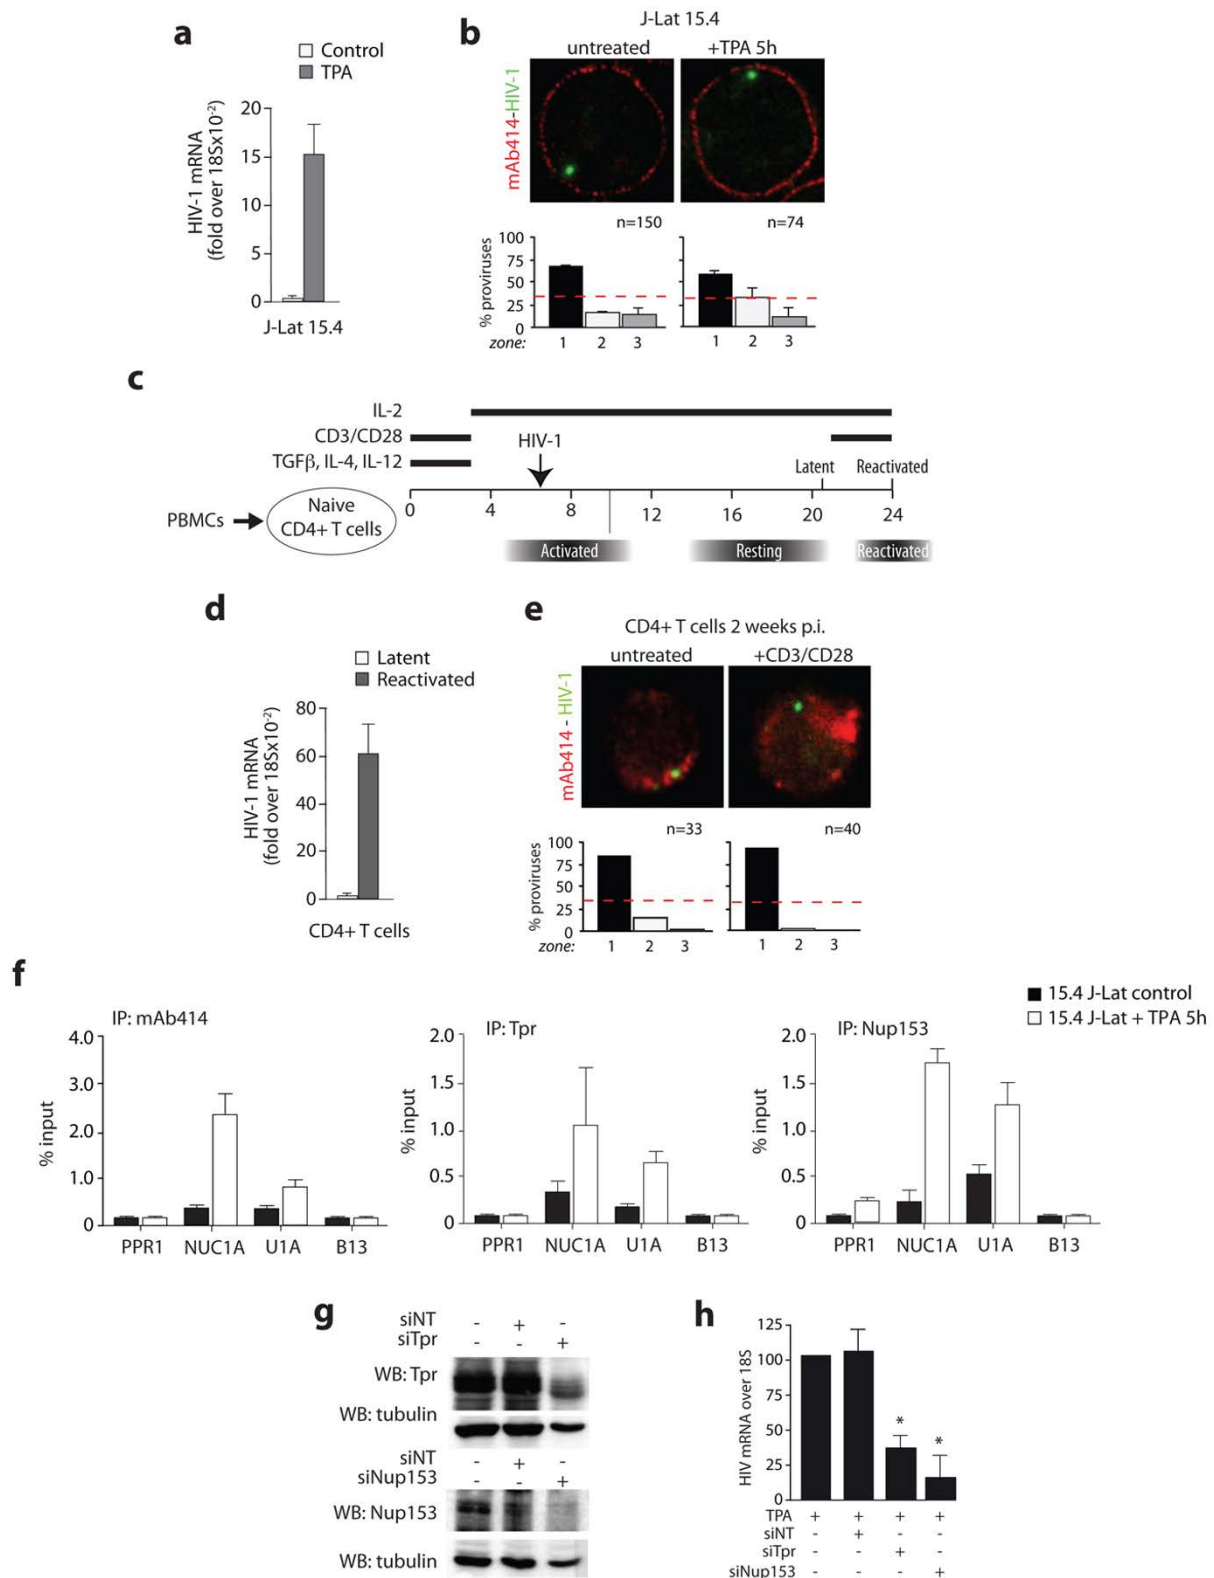 a
Control
TPA
HIV-1 mRNA
(fold over 18Sx10-2)
20
15
10
5
0
J-Lat 15.4
b
J-Lat 15.4
untreated
+TPA 5h
mAb414-HIV-1
n=150
n=74
% proviruses
100
75
50
25
0
zone:
1 2 3
1 2 3
c
IL-2
CD3/CD28
TGFβ, IL-4, IL-12
HIV-1
Latent
Reactivated
PBMCs
Naive
CD4+ T cells
0 4 8 12 16 20 24
Activated
Resting
Reactivated
d
Latent
Reactivated
HIV-1 mRNA
(fold over 18Sx10-2)
80
60
40
20
0
CD4+ T cells
e
CD4+ T cells 2 weeks p.i.
untreated
+CD3/CD28
mAb414 - HIV-1
n=33
n=40
% proviruses
100
75
50
25
0
zone:
1 2 3
1 2 3
f
15.4 J-Lat control
15.4 J-Lat + TPA 5h
IP: mAb414
% input
4.0
3.0
2.0
1.0
0
PPR1 NUC1A U1A B13
IP: Tpr
% input
2.0
1.5
1.0
0.5
0
PPR1 NUC1A U1A B13
IP: Nup153
% input
2.0
1.5
1.0
0.5
0
PPR1 NUC1A U1A B13
g
siNT - + -
siTpr - - +
WB: Tpr
WB: tubulin
siNT - + -
siNup153 - - +
WB: Nup153
WB: tubulin
h
HIV mRNA over 18S
125
100
75
50
25
0
* *
TPA + + + +
siNT - + - -
siTpr - - + -
siNup153 - - - +